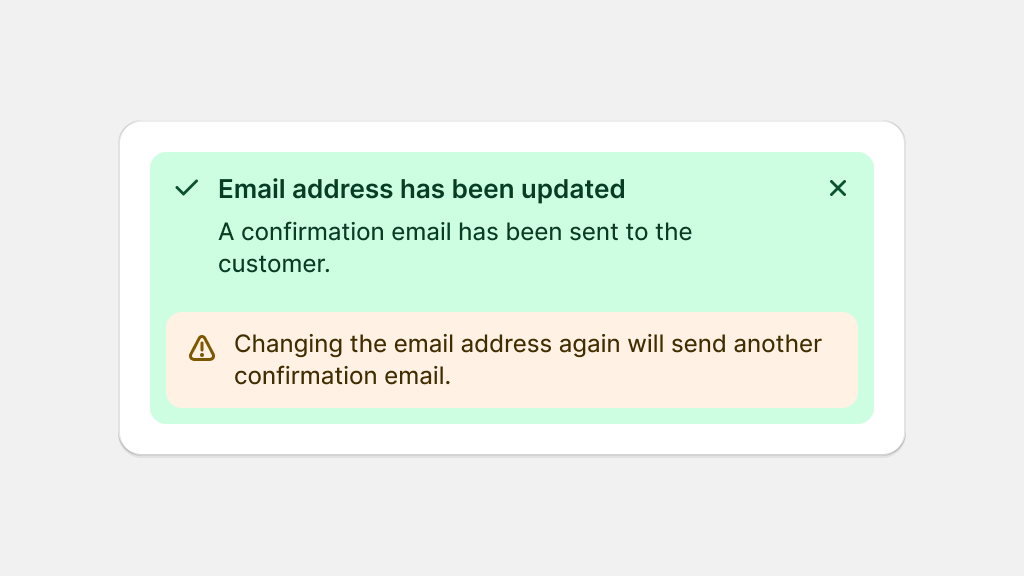 Email address has been updated
A confirmation email has been sent to the
customer.
Changing the email address again will send another
confirmation email.